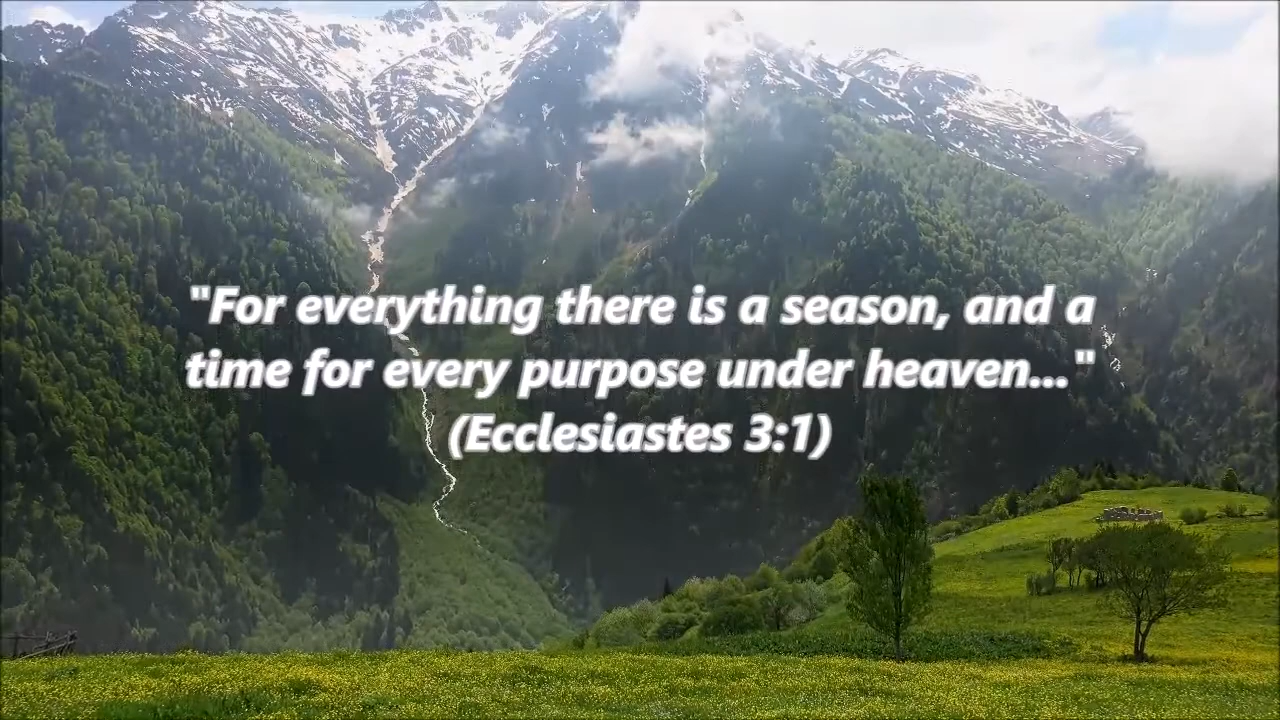 "For everything there is a season, and a
time for every purpose under heaven..."
(Ecclesiastes 3:1)